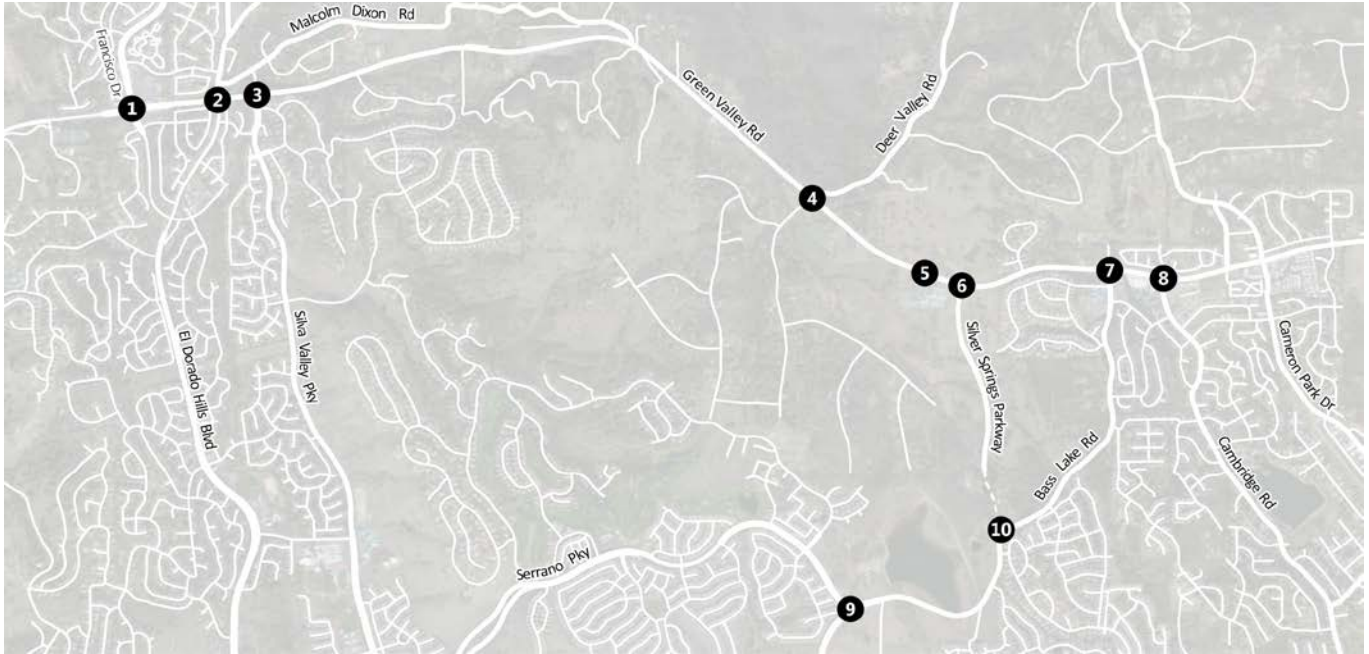 Malcolm Dixon Rd
Francisco Dr
1
2
3
Green Valley Rd
Deer Valley Rd
4
5
6
7
8
Silva Valley Pky
El Dorado Hills Blvd
Silver Springs Parkway
Cameron Park Dr
Bass Lake Rd
Cambridge Rd
10
Serrano Pky
9